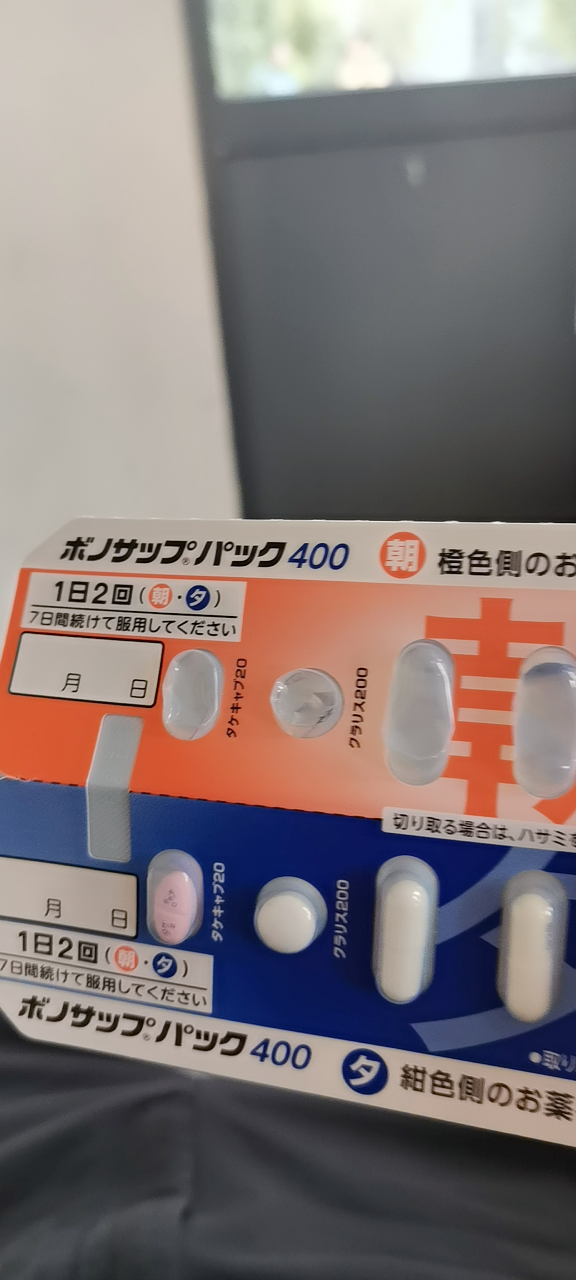 ボノサップ®パック400 朝 橙色側のお
1日2回(朝・夕)
7日間続けて服用してください
月 日
タケキャブ20
クラリス200
朝
切り取る場合は、ハサミを
月 日
タケキャブ20
クラリス200
1日2回(朝・夕)
7日間続けて服用してください
ボノサップ®パック400 夕 紺色側のお薬
●取り